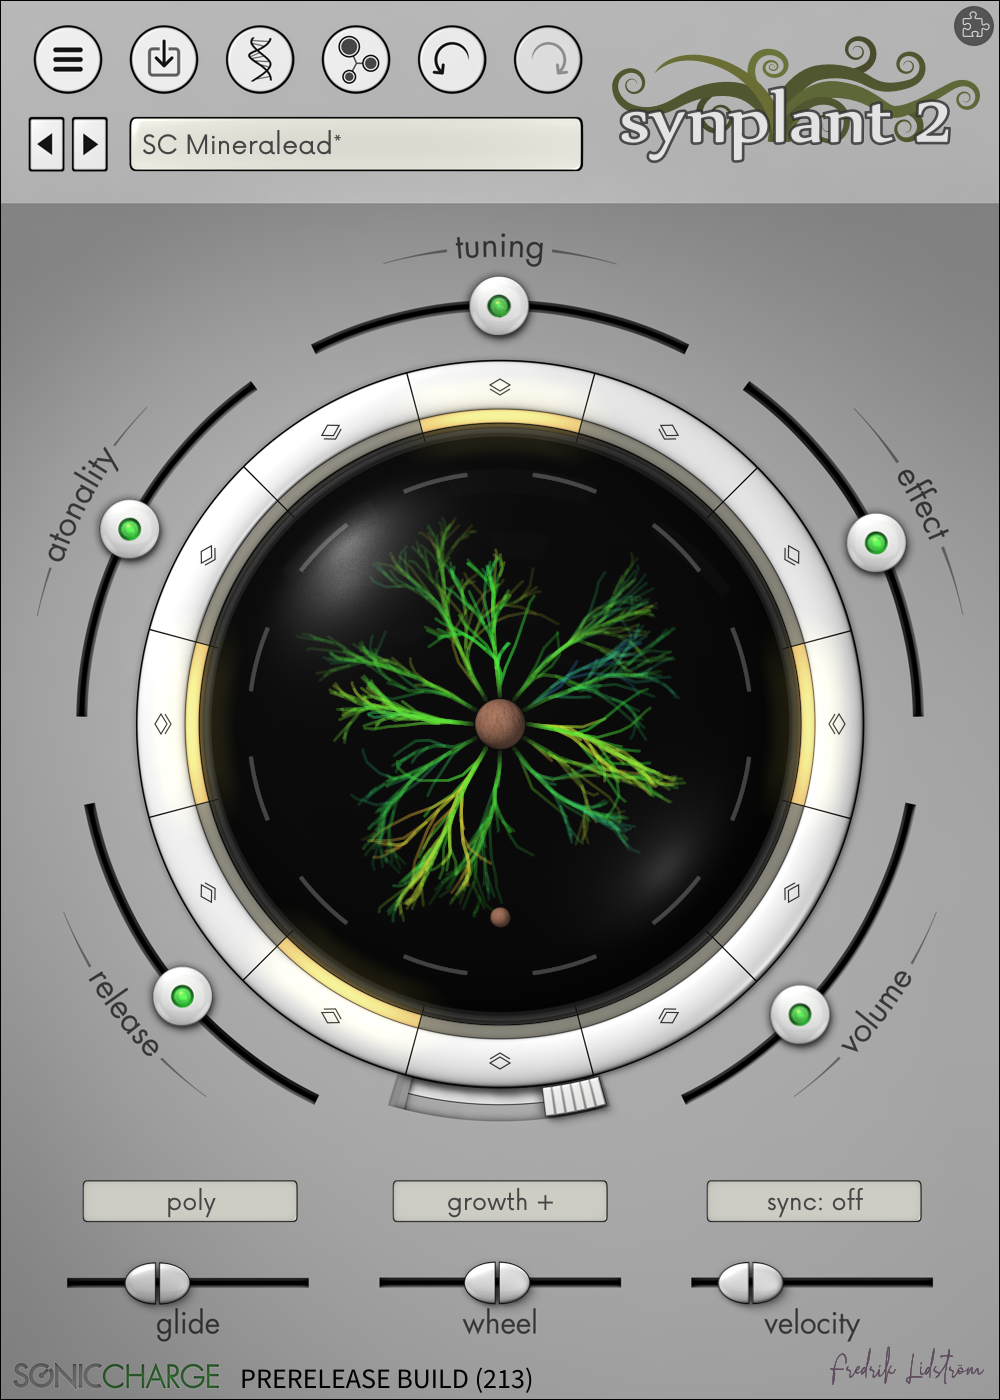 synplant 2
SC Mineralead*
tuning
atonality
effect
release
volume
poly
growth +
sync: off
glide
wheel
velocity
SONICCHARGE
PRERELEASE BUILD (213)
Fredrik Lidström